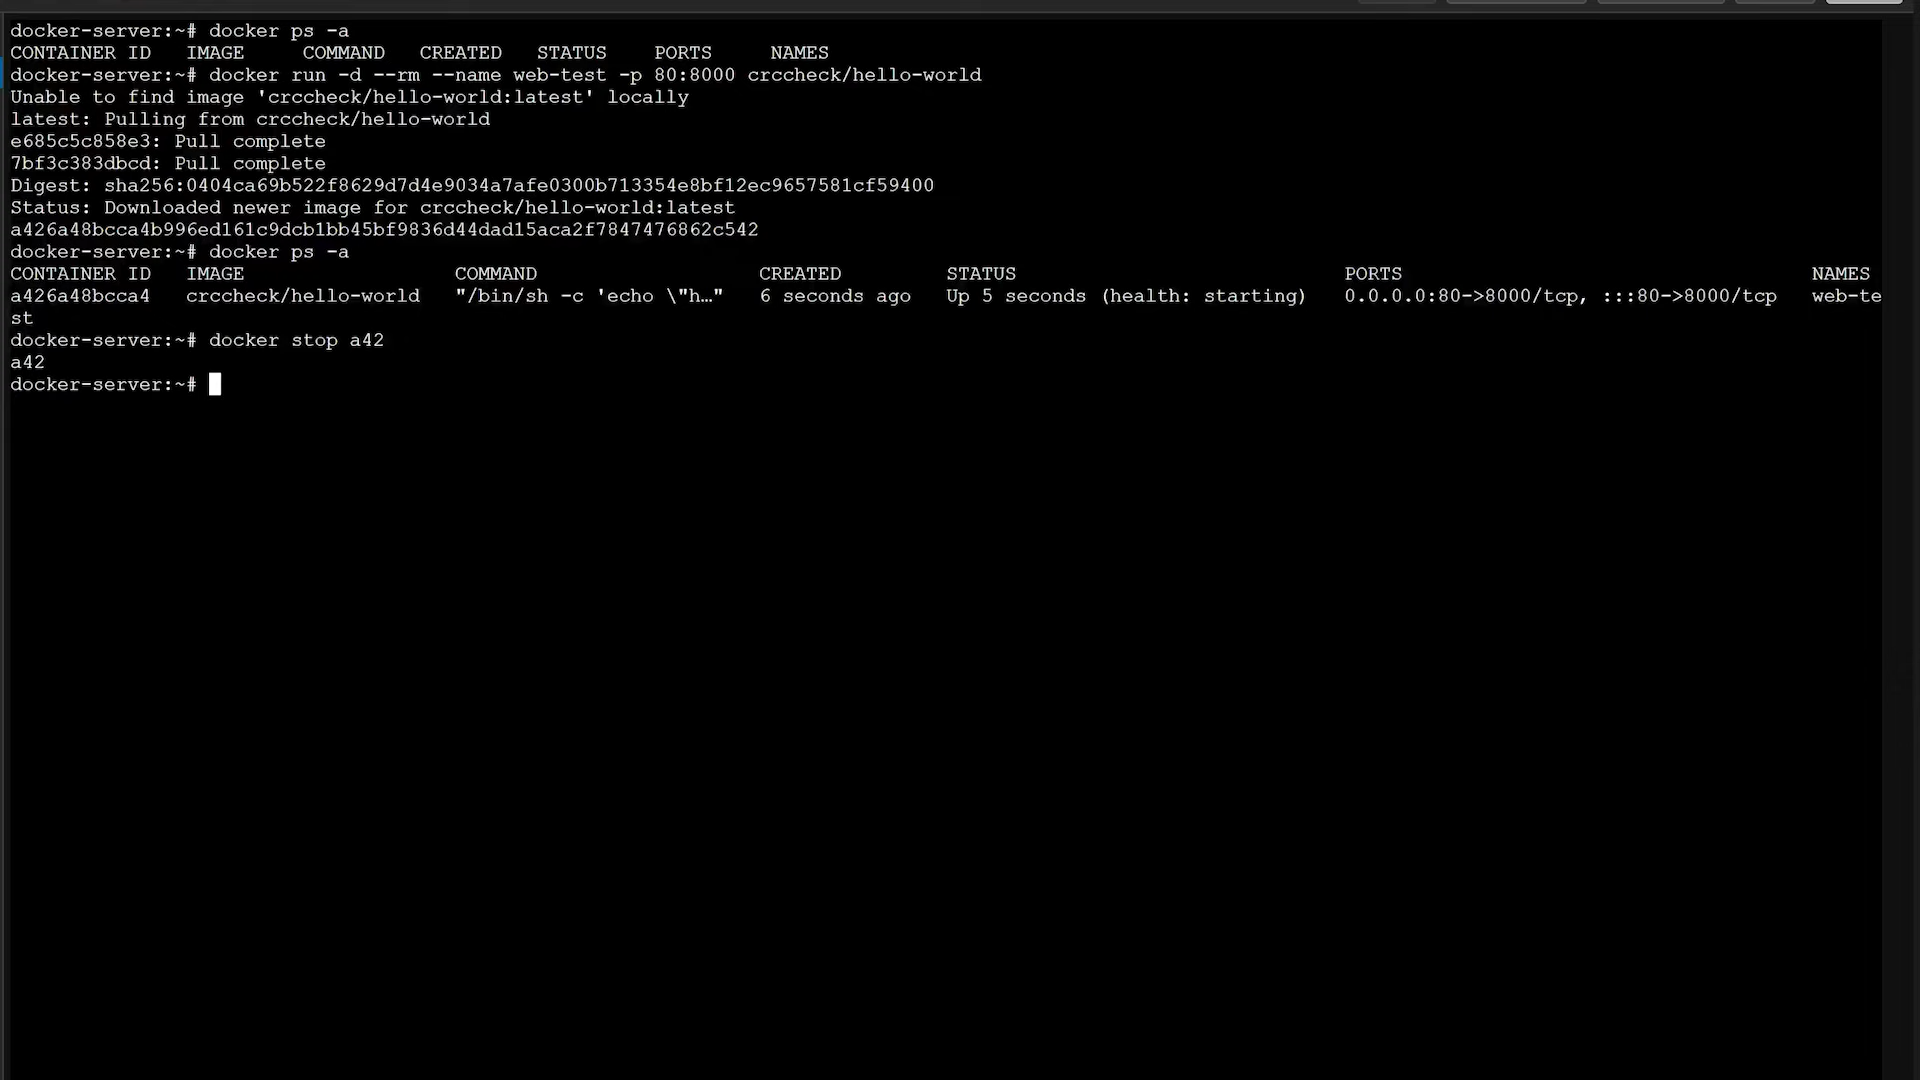 docker-server:~# docker ps -a
CONTAINER ID   IMAGE     COMMAND   CREATED   STATUS    PORTS     NAMES
docker-server:~# docker run -d --rm --name web-test -p 80:8000 crccheck/hello-world
Unable to find image 'crccheck/hello-world:latest' locally
latest: Pulling from crccheck/hello-world
e685c5c858e3: Pull complete
7bf3c383dbcd: Pull complete
Digest: sha256:0404ca69b522f8629d7d4e9034a7afe0300b713354e8bf12ec9657581cf59400
Status: Downloaded newer image for crccheck/hello-world:latest
a426a48bcca4b996ed161c9dcb1bb45bf9836d44dad15aca2f7847476862c542
docker-server:~# docker ps -a
CONTAINER ID   IMAGE                  COMMAND                  CREATED         STATUS                            PORTS                                   NAMES
a426a48bcca4   crccheck/hello-world   "/bin/sh -c 'echo \"h…"   6 seconds ago   Up 5 seconds (health: starting)   0.0.0.0:80->8000/tcp, :::80->8000/tcp   web-te
st
docker-server:~# docker stop a42
a42
docker-server:~#